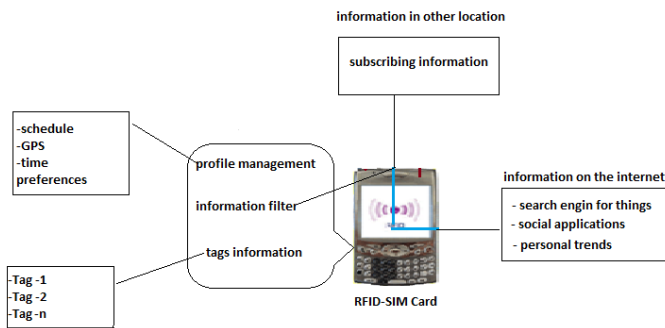 information in other location
subscribing information
-schedule
-GPS
-time
preferences
profile management
information filter
tags information
-Tag -1
-Tag -2
-Tag -n
information on the internet
- search engin for things
- social applications
- personal trends
RFID-SIM Card